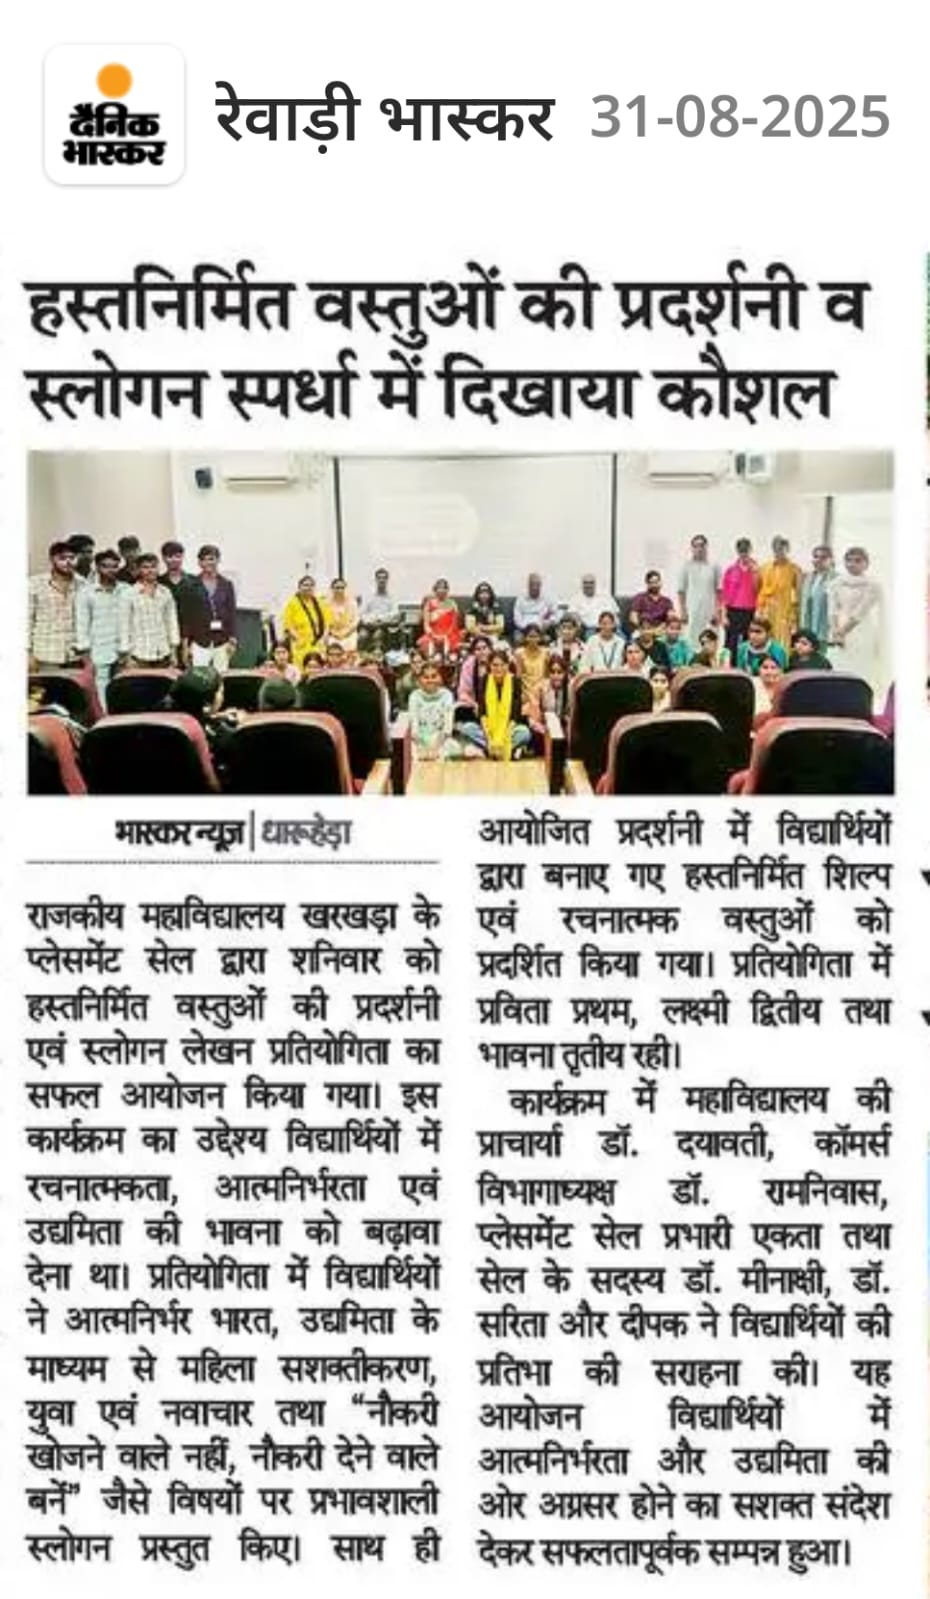 दैनिक
भास्कर
रेवाड़ी भास्कर 31-08-2025
हस्तनिर्मित वस्तुओं की प्रदर्शनी व
स्लोगन स्पर्धा में दिखाया कौशल
भास्कर न्यूज | धारूहेड़ा
राजकीय महाविद्यालय खरखड़ा के
प्लेसमेंट सेल द्वारा शनिवार को
हस्तनिर्मित वस्तुओं की प्रदर्शनी
एवं स्लोगन लेखन प्रतियोगिता का
सफल आयोजन किया गया। इस
कार्यक्रम का उद्देश्य विद्यार्थियों में
रचनात्मकता, आत्मनिर्भरता एवं
उद्यमिता की भावना को बढ़ावा
देना था। प्रतियोगिता में विद्यार्थियों
ने आत्मनिर्भर भारत, उद्यमिता के
माध्यम से महिला सशक्तीकरण,
युवा एवं नवाचार तथा “नौकरी
खोजने वाले नहीं, नौकरी देने वाले
बनें” जैसे विषयों पर प्रभावशाली
स्लोगन प्रस्तुत किए। साथ ही
आयोजित प्रदर्शनी में विद्यार्थियों
द्वारा बनाए गए हस्तनिर्मित शिल्प
एवं रचनात्मक वस्तुओं को
प्रदर्शित किया गया। प्रतियोगिता में
प्रविता प्रथम, लक्ष्मी द्वितीय तथा
भावना तृतीय रही।
कार्यक्रम में महाविद्यालय की
प्राचार्या डॉ. दयावती, कॉमर्स
विभागाध्यक्ष डॉ. रामनिवास,
प्लेसमेंट सेल प्रभारी एकता तथा
सेल के सदस्य डॉ. मीनाक्षी, डॉ.
सरिता और दीपक ने विद्यार्थियों की
प्रतिभा की सराहना की। यह
आयोजन विद्यार्थियों में
आत्मनिर्भरता और उद्यमिता की
ओर अग्रसर होने का सशक्त संदेश
देकर सफलतापूर्वक सम्पन्न हुआ।